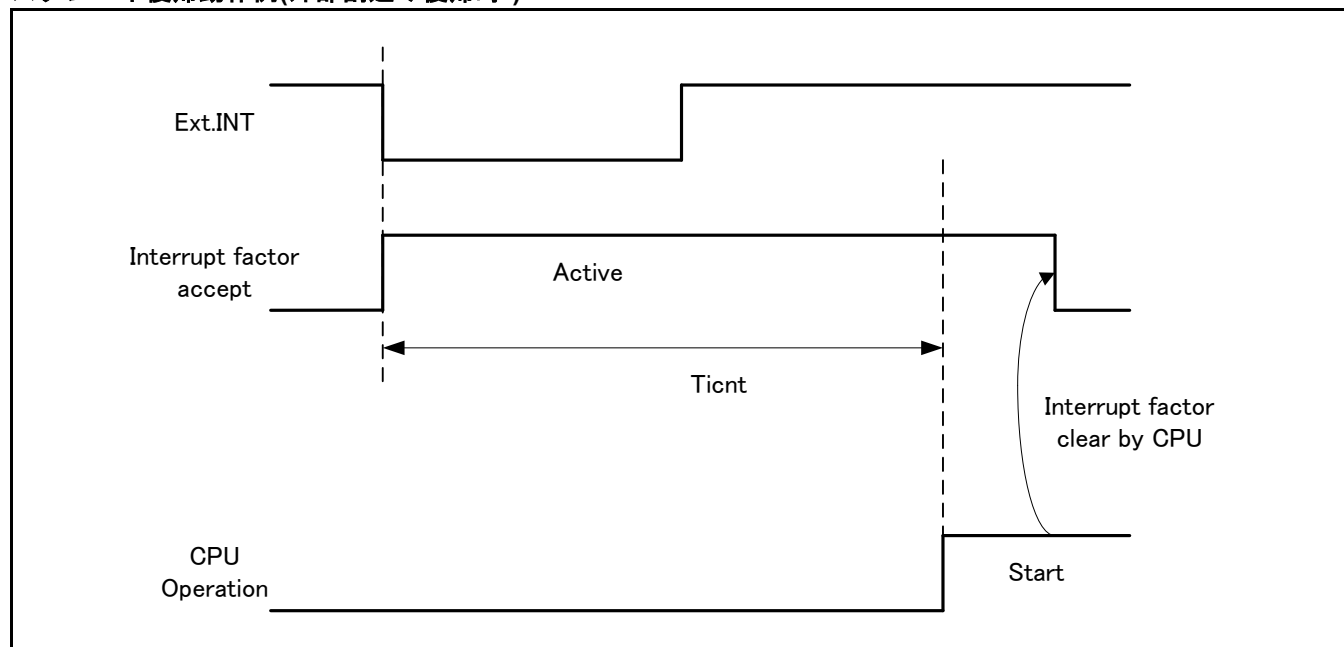 Ext.INT
Interrupt factor
accept
Active
Ticnt
Interrupt factor
clear by CPU
CPU
Operation
Start